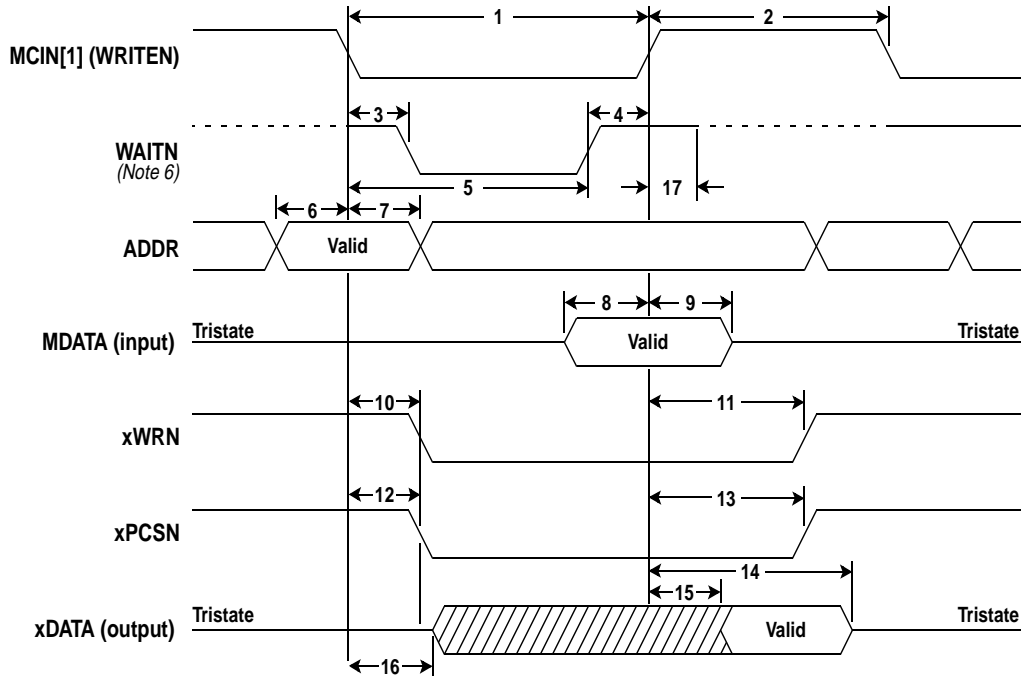 1
2
MCIN[1] (WRITEN)
3
4
WAITN
(Note 6)
5
17
6
7
ADDR
Valid
8
9
MDATA (input)
Tristate
Valid
Tristate
10
11
xWRN
12
13
xPCSN
14
15
xDATA (output)
Tristate
Valid
Tristate
16